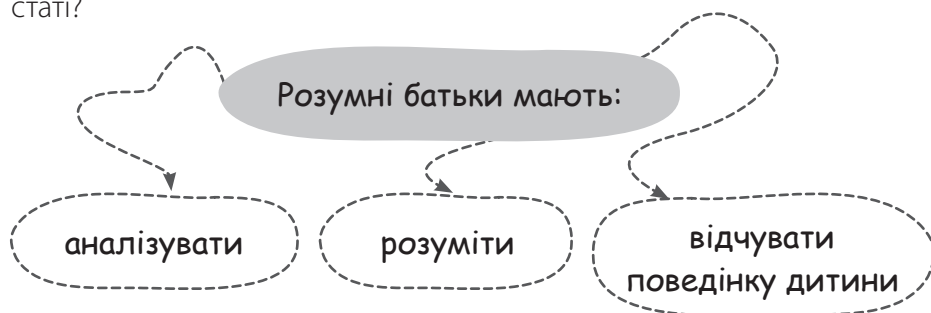 статі?
Розумні батьки мають:
аналізувати
розуміти
відчувати
поведінку дитини